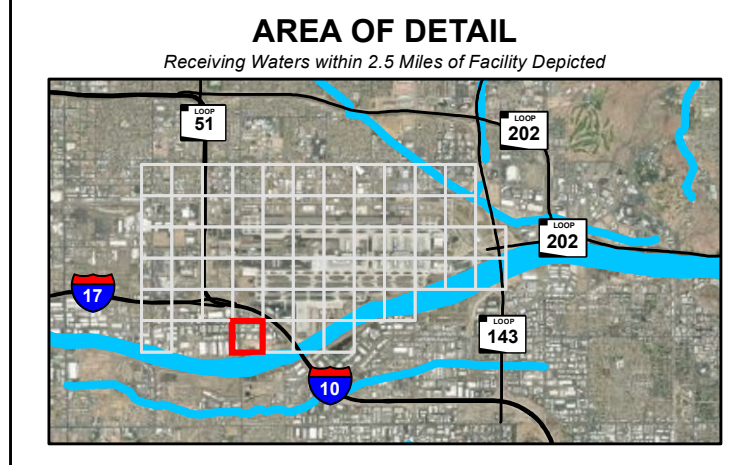 AREA OF DETAIL
Receiving Waters within 2.5 Miles of Facility Depicted
LOOP
51
LOOP
202
LOOP
202
17
LOOP
143
10